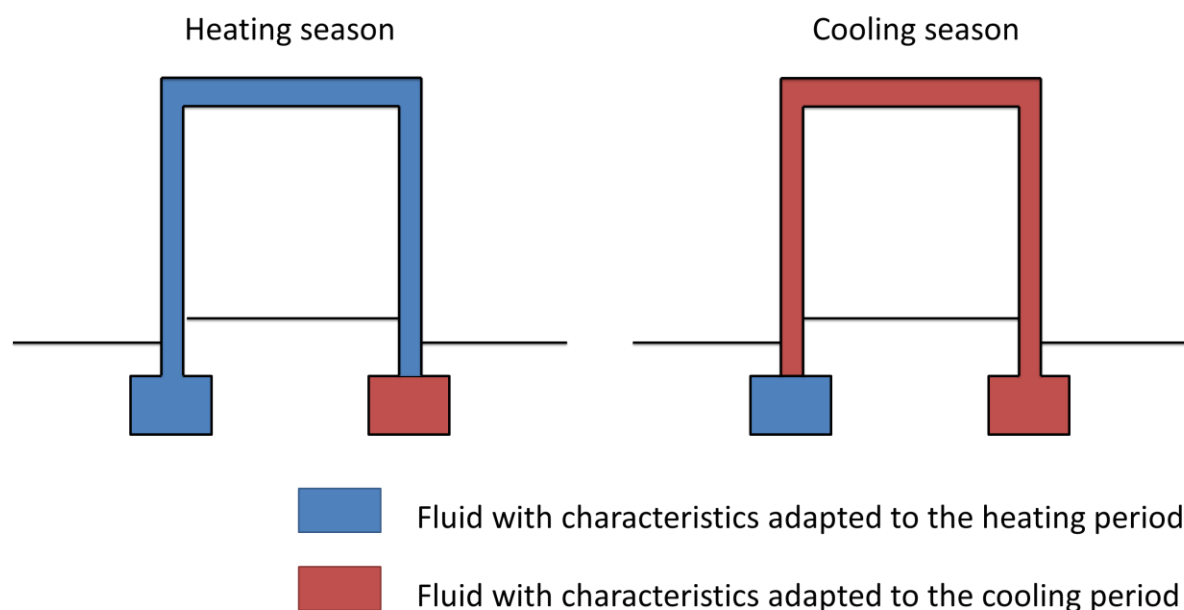 Heating season
Cooling season
Fluid with characteristics adapted to the heating period
Fluid with characteristics adapted to the cooling period